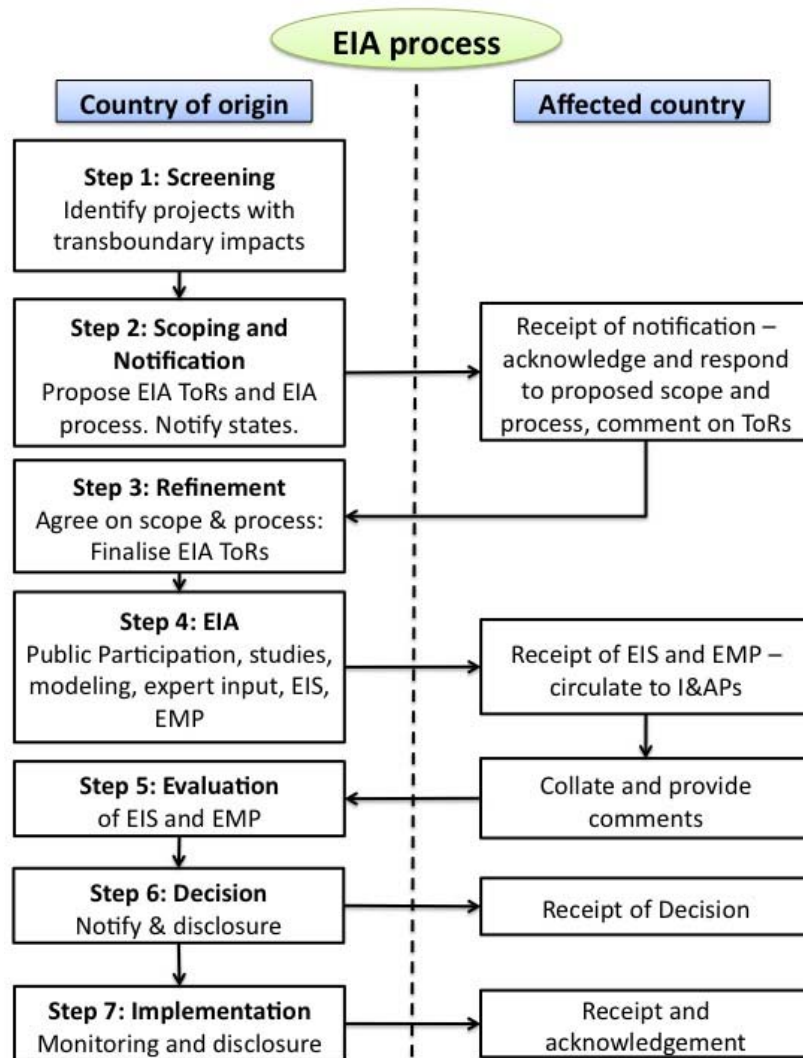 EIA process
Country of origin
Affected country
Step 1: Screening
Identify projects with
transboundary impacts
Step 2: Scoping and
Notification
Propose EIA ToRs and EIA
process. Notify states.
Receipt of notification –
acknowledge and respond
to proposed scope and
process, comment on ToRs
Step 3: Refinement
Agree on scope & process:
Finalise EIA ToRs
Step 4: EIA
Public Participation, studies,
modeling, expert input, EIS,
EMP
Receipt of EIS and EMP –
circulate to I&APs
Step 5: Evaluation
of EIS and EMP
Collate and provide
comments
Step 6: Decision
Notify & disclosure
Receipt of Decision
Step 7: Implementation
Monitoring and disclosure
Receipt and
acknowledgement